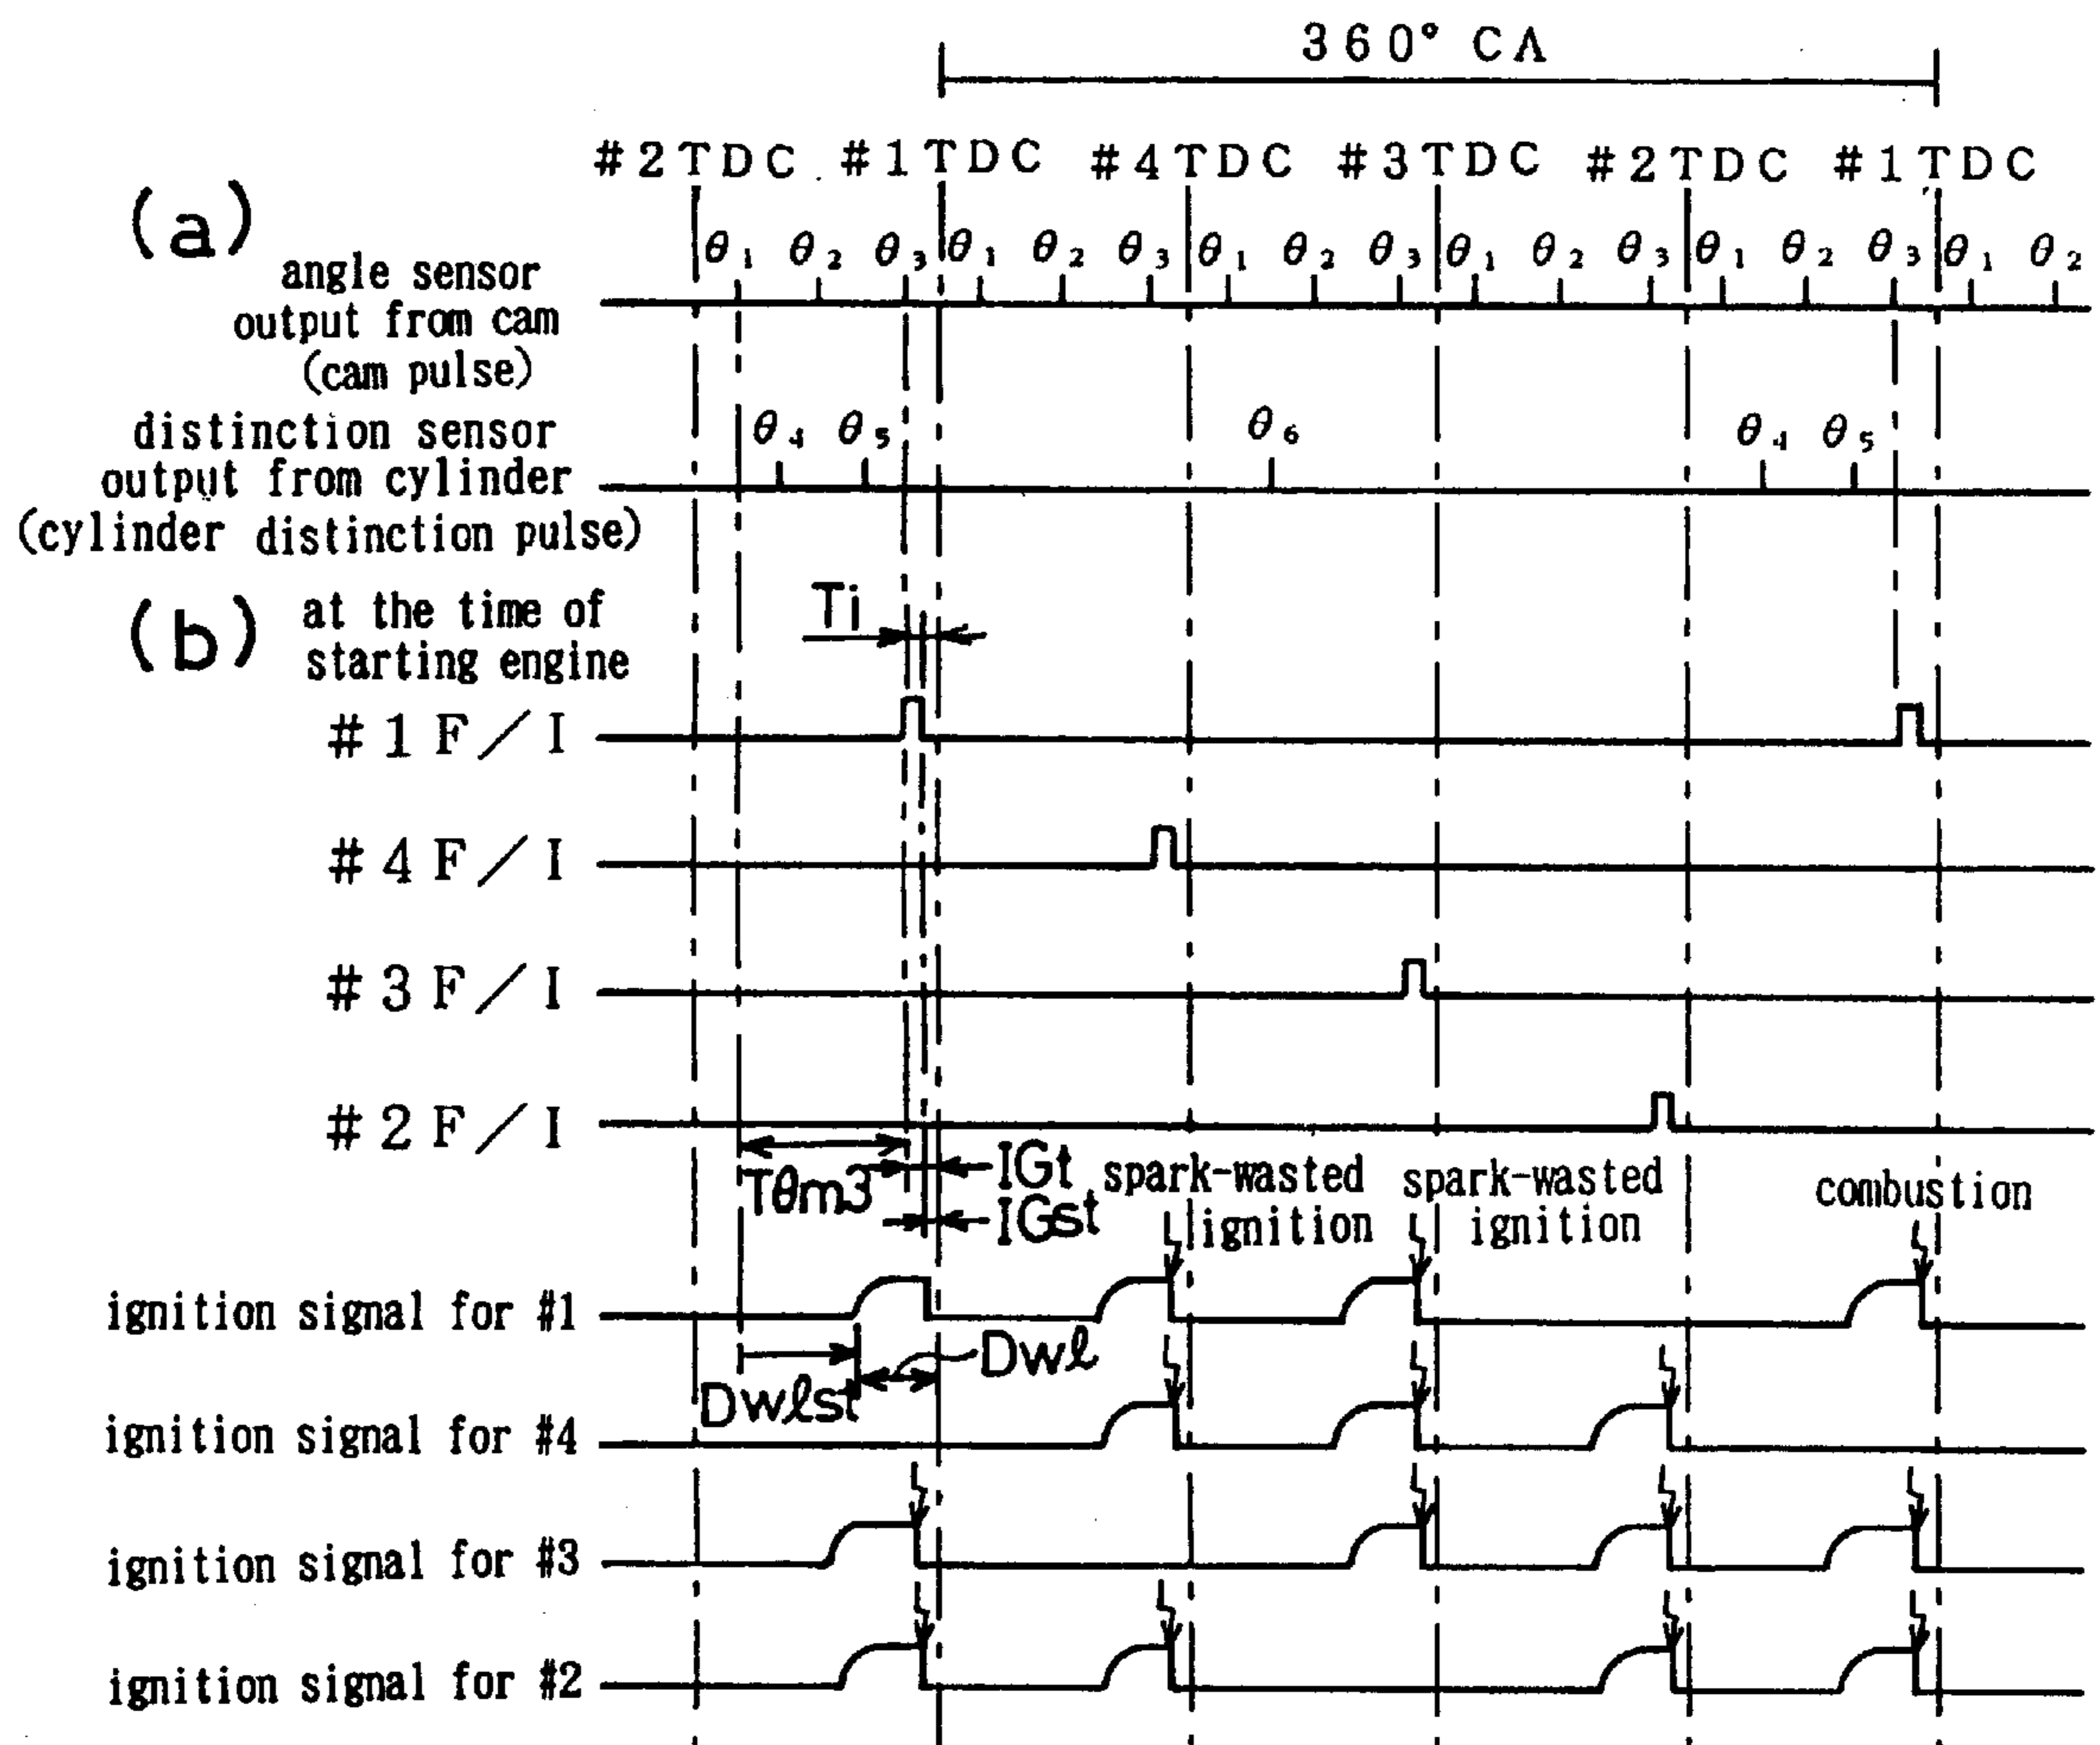 360° CA
#2TDC #1TDC #4TDC #3TDC #2TDC #1TDC
(a)
θ1 θ2 θ3 θ1 θ2 θ3 θ1 θ2 θ3 θ1 θ2 θ3 θ1 θ2 θ3 θ1 θ2
angle sensor
output from cam
(cam pulse)
distinction sensor
output from cylinder
(cylinder distinction pulse)
θ4 θ5 θ6 θ4 θ5
(b) at the time of
starting engine
Ti
#1 F/I
#4 F/I
#3 F/I
#2 F/I
Tθm3
IGt
IGst
spark-wasted
ignition
spark-wasted
ignition
combustion
ignition signal for #1
Dwl
Dwlst
ignition signal for #4
ignition signal for #3
ignition signal for #2